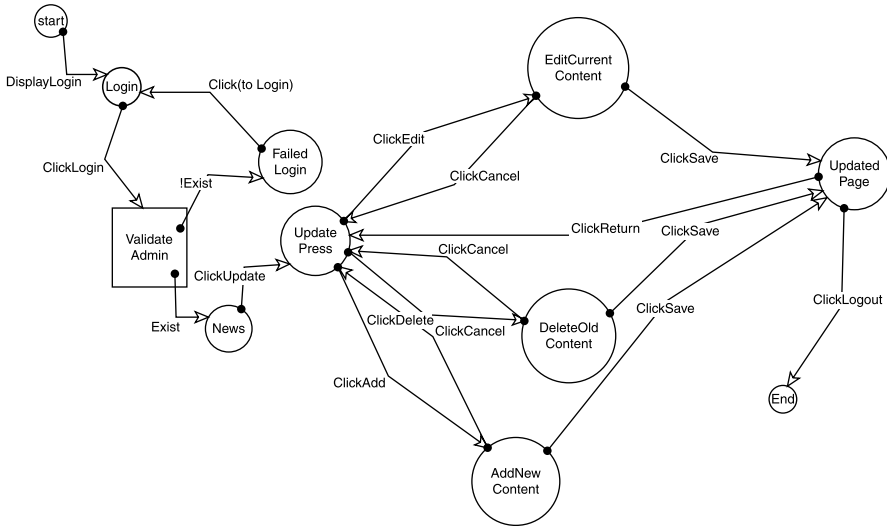 start
DisplayLogin
Login
Click(to Login)
ClickLogin
!Exist
Failed
Login
Validate
Admin
Exist
ClickUpdate
News
Update
Press
ClickEdit
ClickCancel
EditCurrent
Content
ClickSave
Updated
Page
ClickReturn
ClickCancel
ClickSave
ClickDelete
ClickCancel
DeleteOld
Content
ClickSave
ClickLogout
ClickAdd
AddNew
Content
End